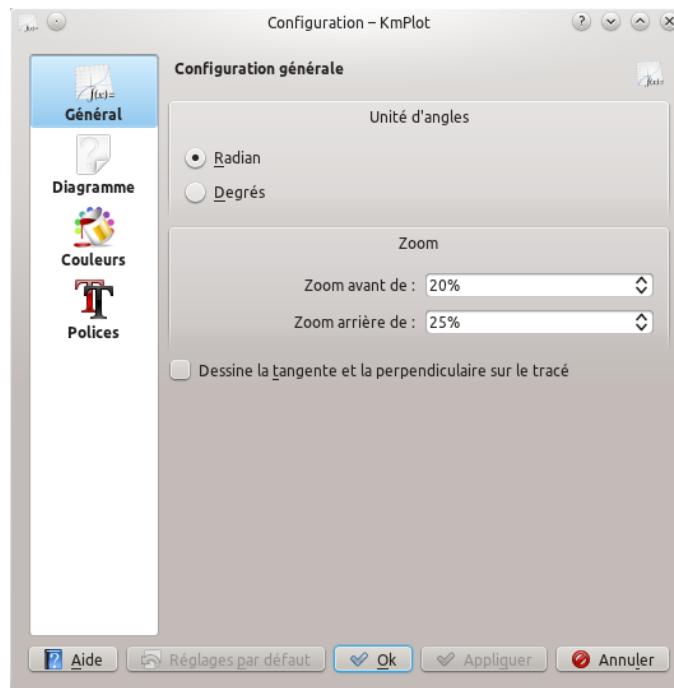 Configuration – KmPlot
Général
Diagramme
Couleurs
Polices
Configuration générale
Unité d'angles
Radian
Degrés
Zoom
Zoom avant de : 20%
Zoom arrière de : 25%
Dessine la tangente et la perpendiculaire sur le tracé
Aide Réglages par défaut Ok Appliquer Annuler